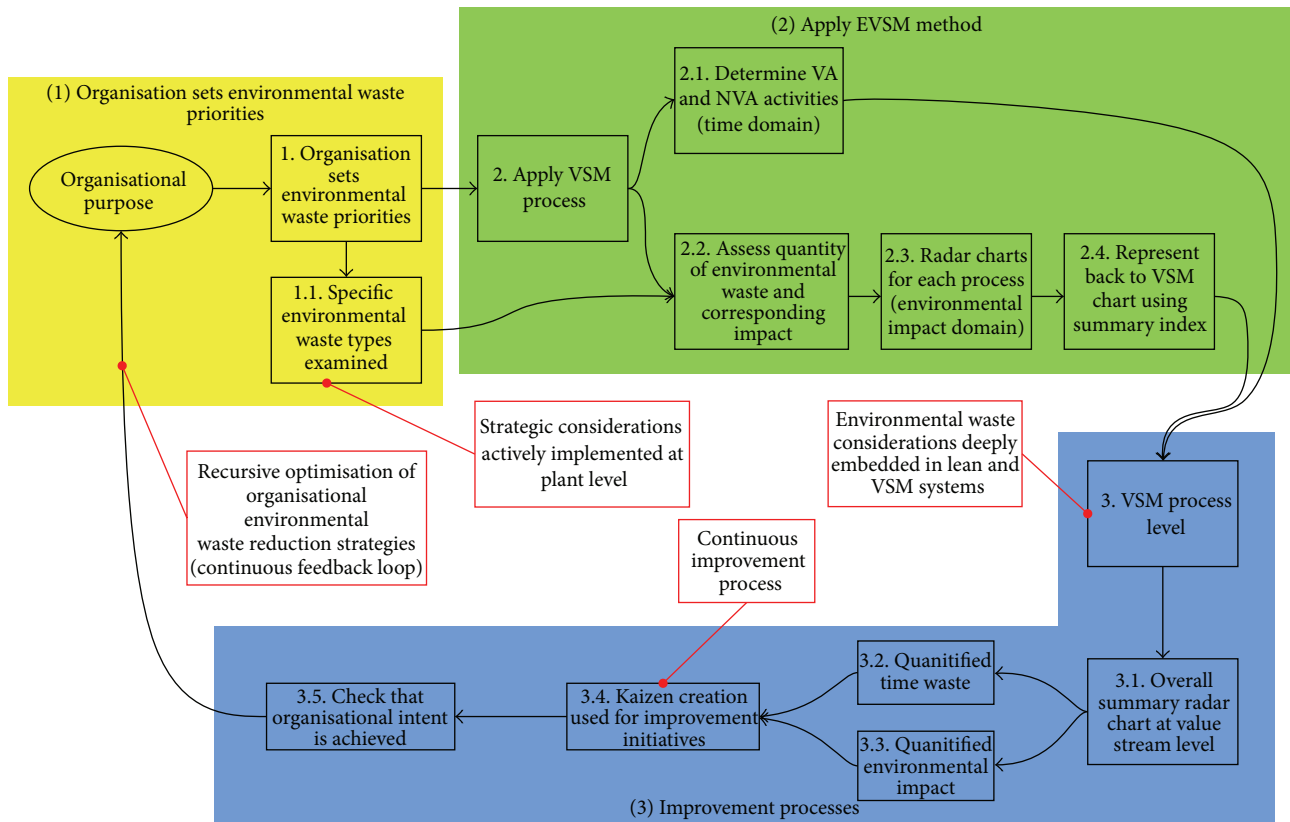 (1) Organisation sets environmental waste
priorities
Organisational
purpose
1. Organisation
sets
environmental
waste priorities
1.1. Specific
environmental
waste types
examined
(2) Apply EVSM method
2. Apply VSM
process
2.1. Determine VA
and NVA activities
(time domain)
2.2. Assess quantity
of environmental
waste and
corresponding
impact
2.3. Radar charts
for each process
(environmental
impact domain)
2.4. Represent
back to VSM
chart using
summary index
Recursive optimisation of
organisational
environmental
waste reduction strategies
(continuous feedback loop)
Strategic considerations
actively implemented at
plant level
Environmental waste
considerations deeply
embedded in lean and
VSM systems
Continuous
improvement
process
3. VSM process
level
3.1. Overall
summary radar
chart at value
stream level
3.2. Quanitified
time waste
3.3. Quanitified
environmental
impact
3.4. Kaizen creation
used for improvement
initiatives
3.5. Check that
organisational intent
is achieved
(3) Improvement processes